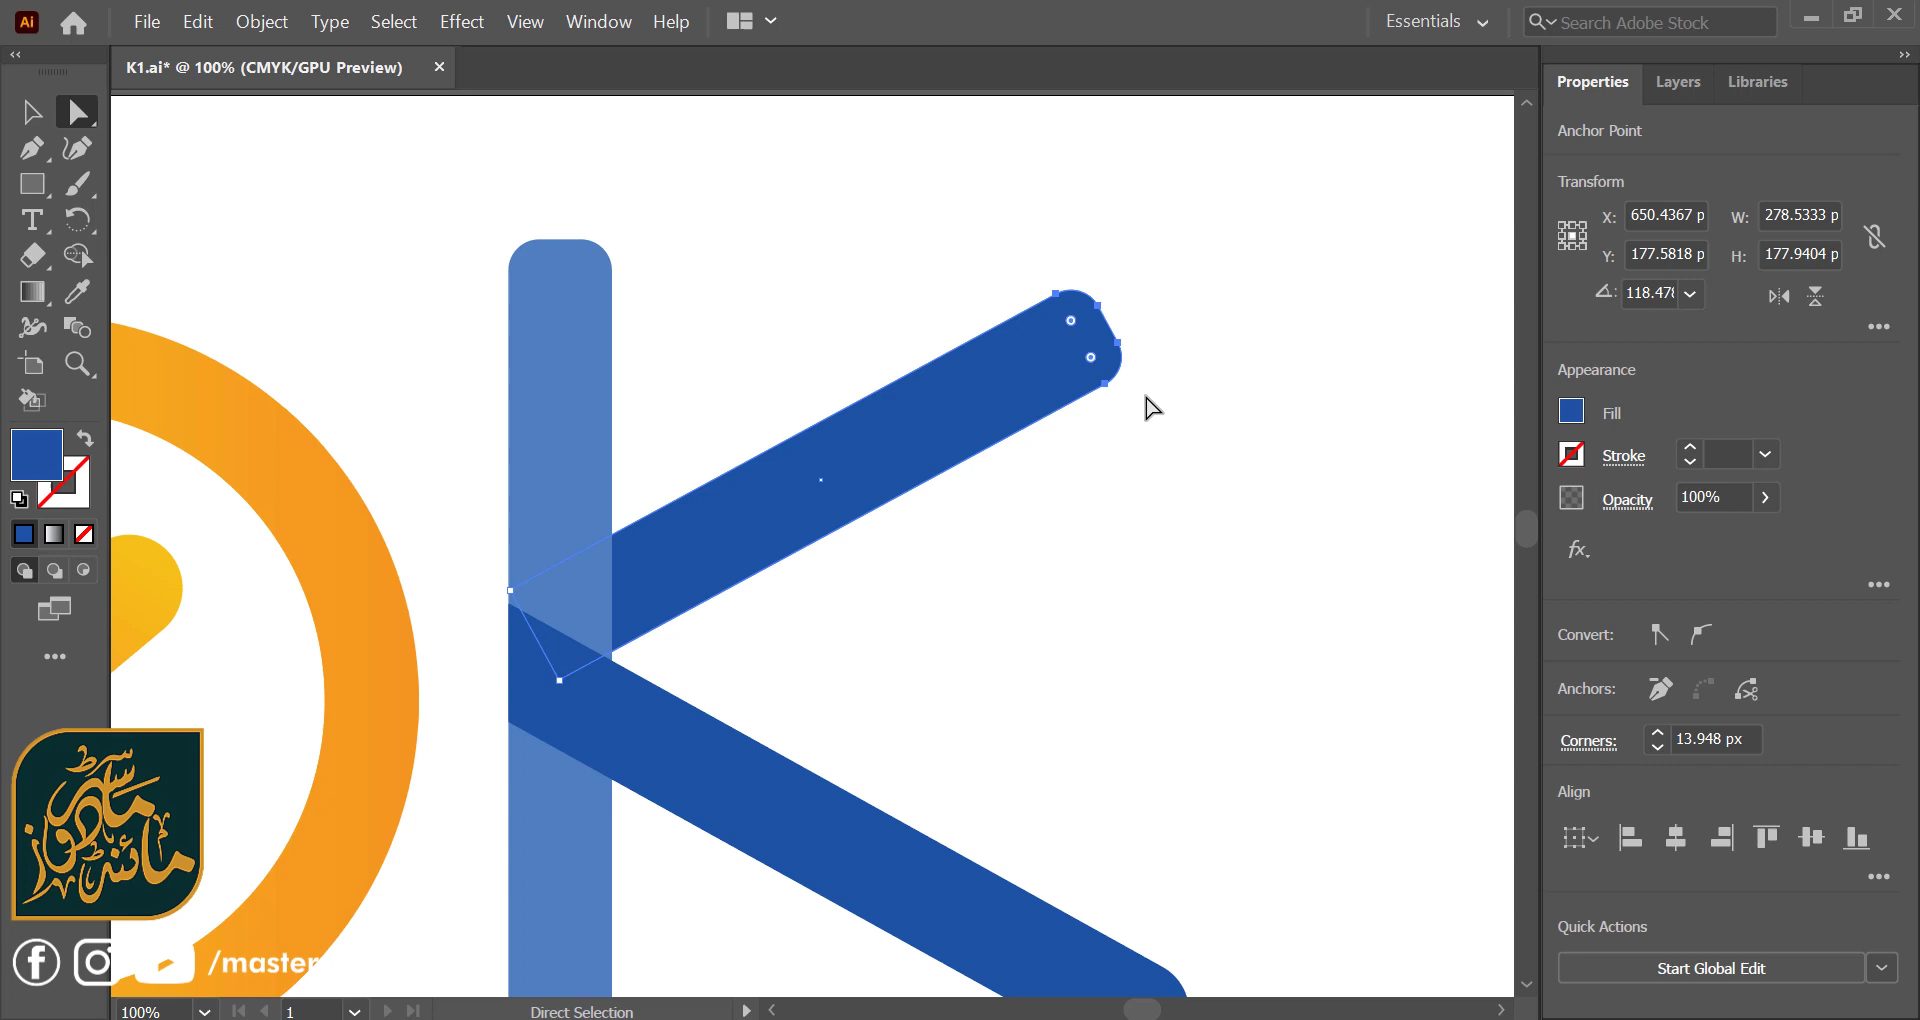 Ai File Edit Object Type Select Effect View Window Help Essentials Search Adobe Stock
K1.ai* @ 100% (CMYK/GPU Preview)
Properties Layers Libraries
Anchor Point
Transform
X: 650.4367 p W: 278.5333 p
Y: 177.5818 p H: 177.9404 p
118.478
Appearance
Fill
Stroke
Opacity 100%
fx
Convert:
Anchors:
Corners: 13.948 px
Align
Quick Actions
Start Global Edit
ماسٹر
مائنڈوز
/master
100% 1 Direct Selection